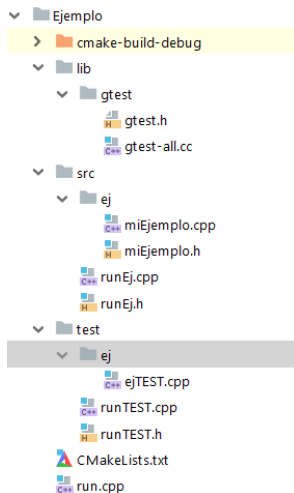 Ejemplo
cmake-build-debug
lib
gtest
gtest.h
gtest-all.cc
src
ej
miEjemplo.cpp
miEjemplo.h
runEj.cpp
runEj.h
test
ej
ejTEST.cpp
runTEST.cpp
runTEST.h
CMakeLists.txt
run.cpp